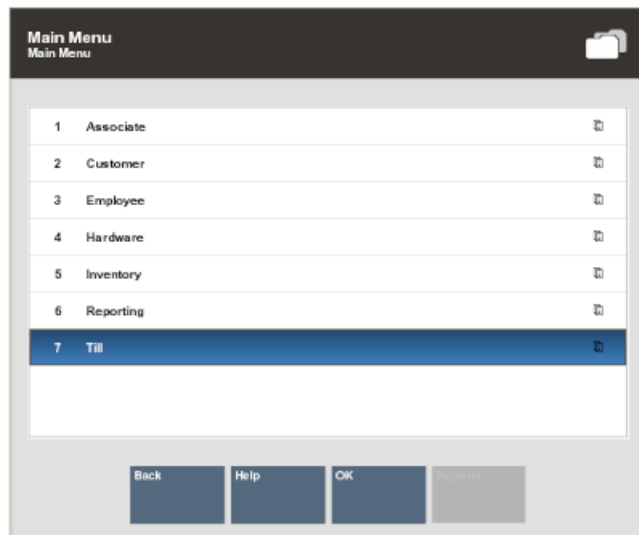 Main Menu
Main Menu
1 Associate
2 Customer
3 Employee
4 Hardware
5 Inventory
6 Reporting
7 Till
Back Help OK Register